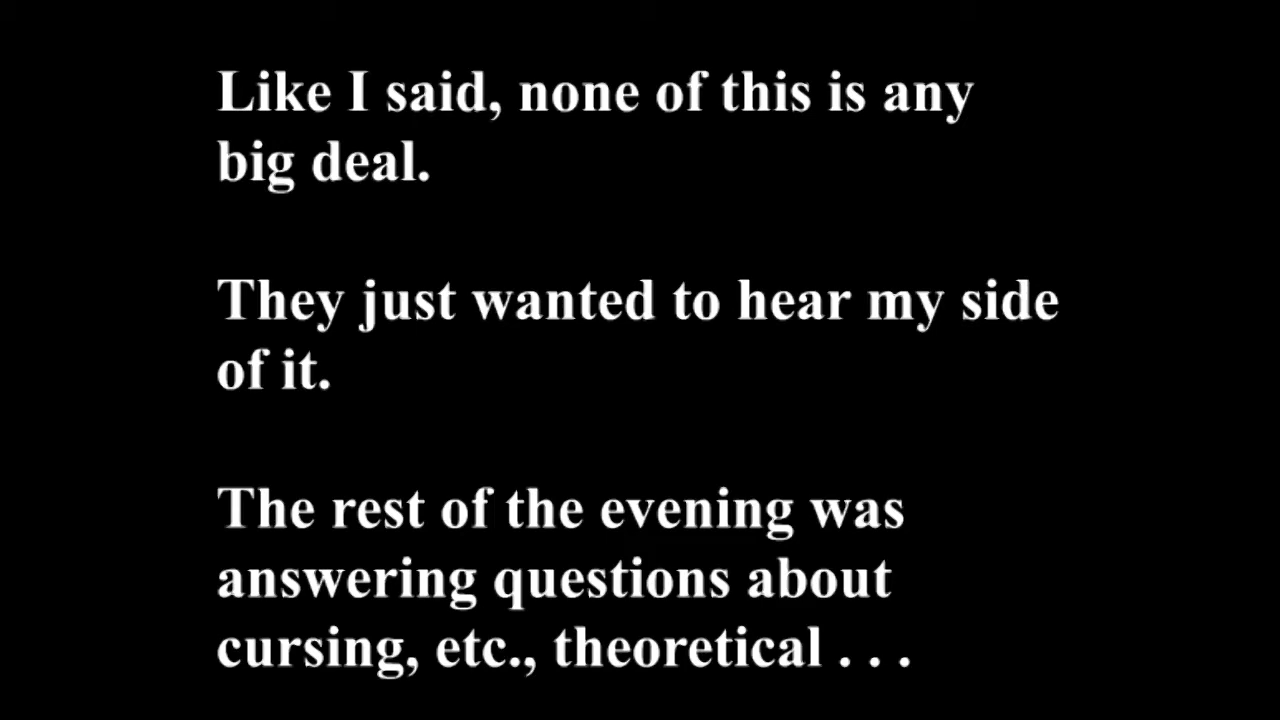 Like I said, none of this is any
big deal.
They just wanted to hear my side
of it.
The rest of the evening was
answering questions about
cursing, etc., theoretical . . .